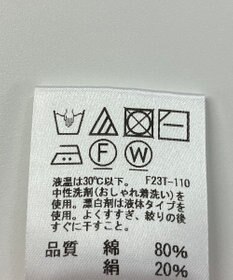 F
W
液温は30℃以下。 F23T-110
中性洗剤(おしゃれ着洗い)を
使用。漂白剤は液体タイプを
使用。よくすすぎ、絞りの後
すぐに干すこと。
品質 綿 80%
絹 20%